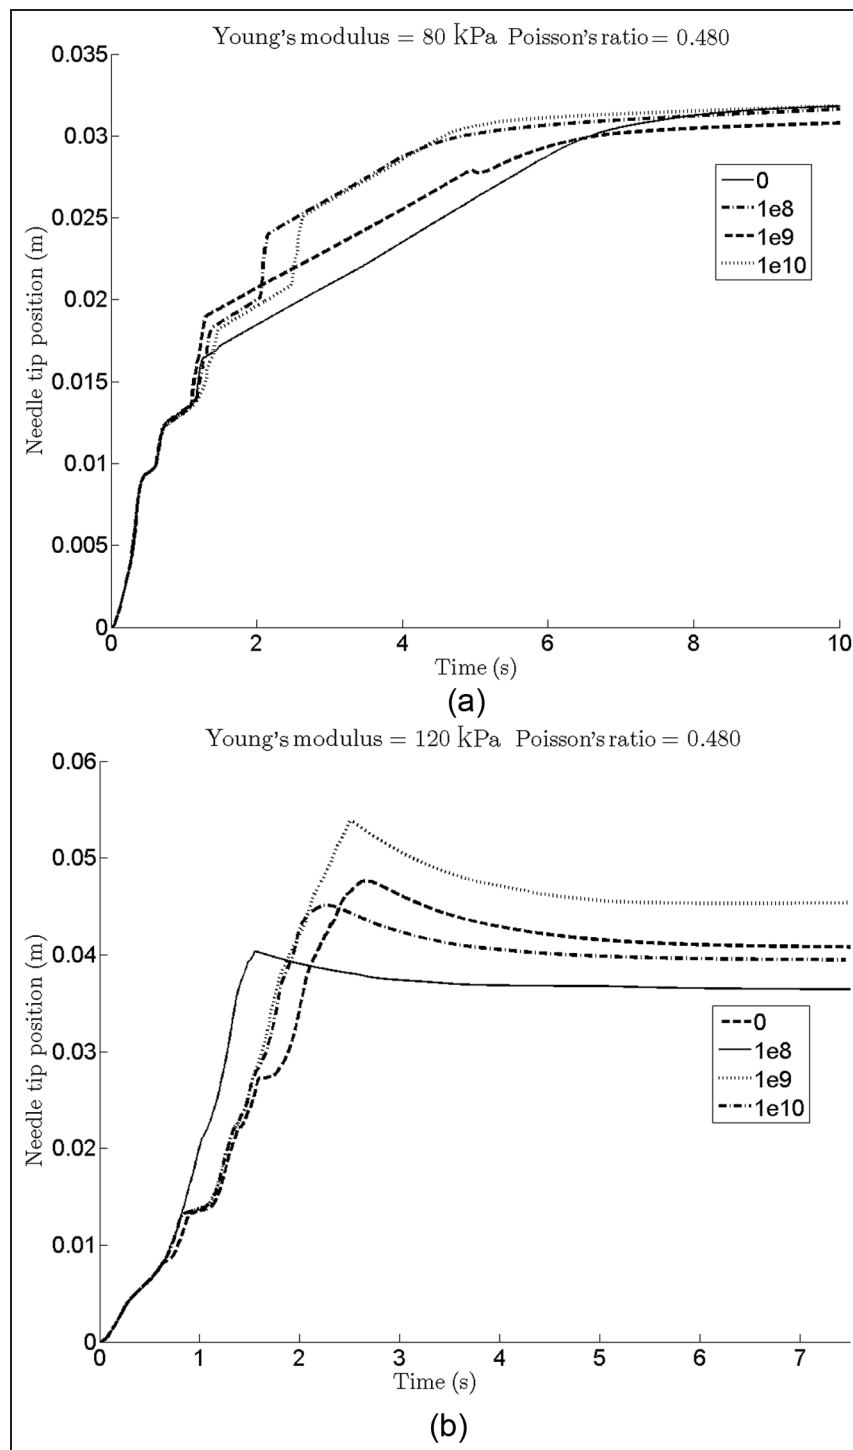 Young's modulus = 80 kPa Poisson's ratio = 0.480
0.035
0.03
0.025
0.02
0.015
0.01
0.005
0
Needle tip position (m)
0
1e8
1e9
1e10
0 2 4 6 8 10
Time (s)
(a)
Young's modulus = 120 kPa Poisson's ratio = 0.480
0.06
0.05
0.04
0.03
0.02
0.01
0
Needle tip position (m)
0
1e8
1e9
1e10
0 1 2 3 4 5 6 7
Time (s)
(b)